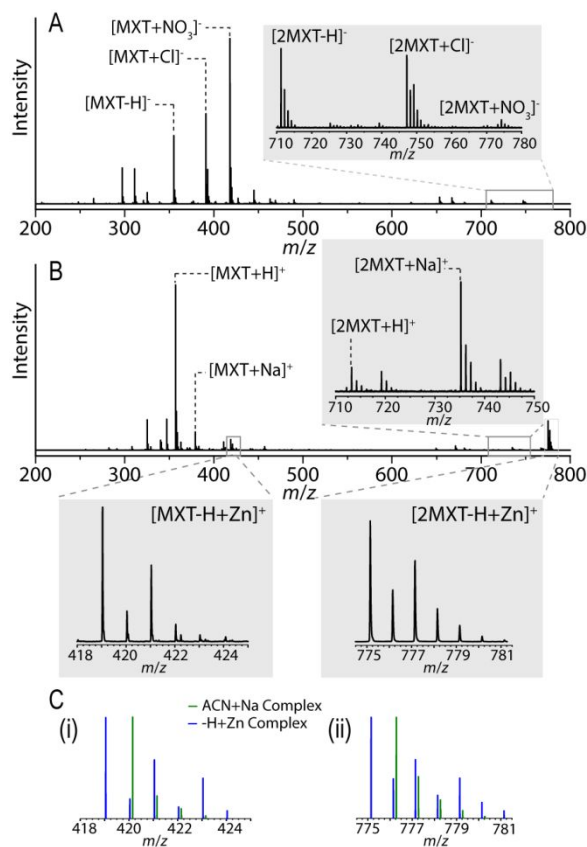 A
Intensity
[MXT+NO₃]⁻
[MXT+Cl]⁻
[MXT-H]⁻
[2MXT-H]⁻
[2MXT+Cl]⁻
[2MXT+NO₃]⁻
710 720 730 740 750 760 770 780
m/z
200 300 400 500 600 700 800
m/z
B
Intensity
[MXT+H]⁺
[MXT+Na]⁺
[2MXT+Na]⁺
[2MXT+H]⁺
710 720 730 740 750
m/z
200 300 400 500 600 700 800
m/z
[MXT-H+Zn]⁺
418 420 422 424
m/z
[2MXT-H+Zn]⁺
775 777 779 781
m/z
C
ACN+Na Complex
-H+Zn Complex
(i)
(ii)
418 420 422 424
m/z
775 777 779 781
m/z